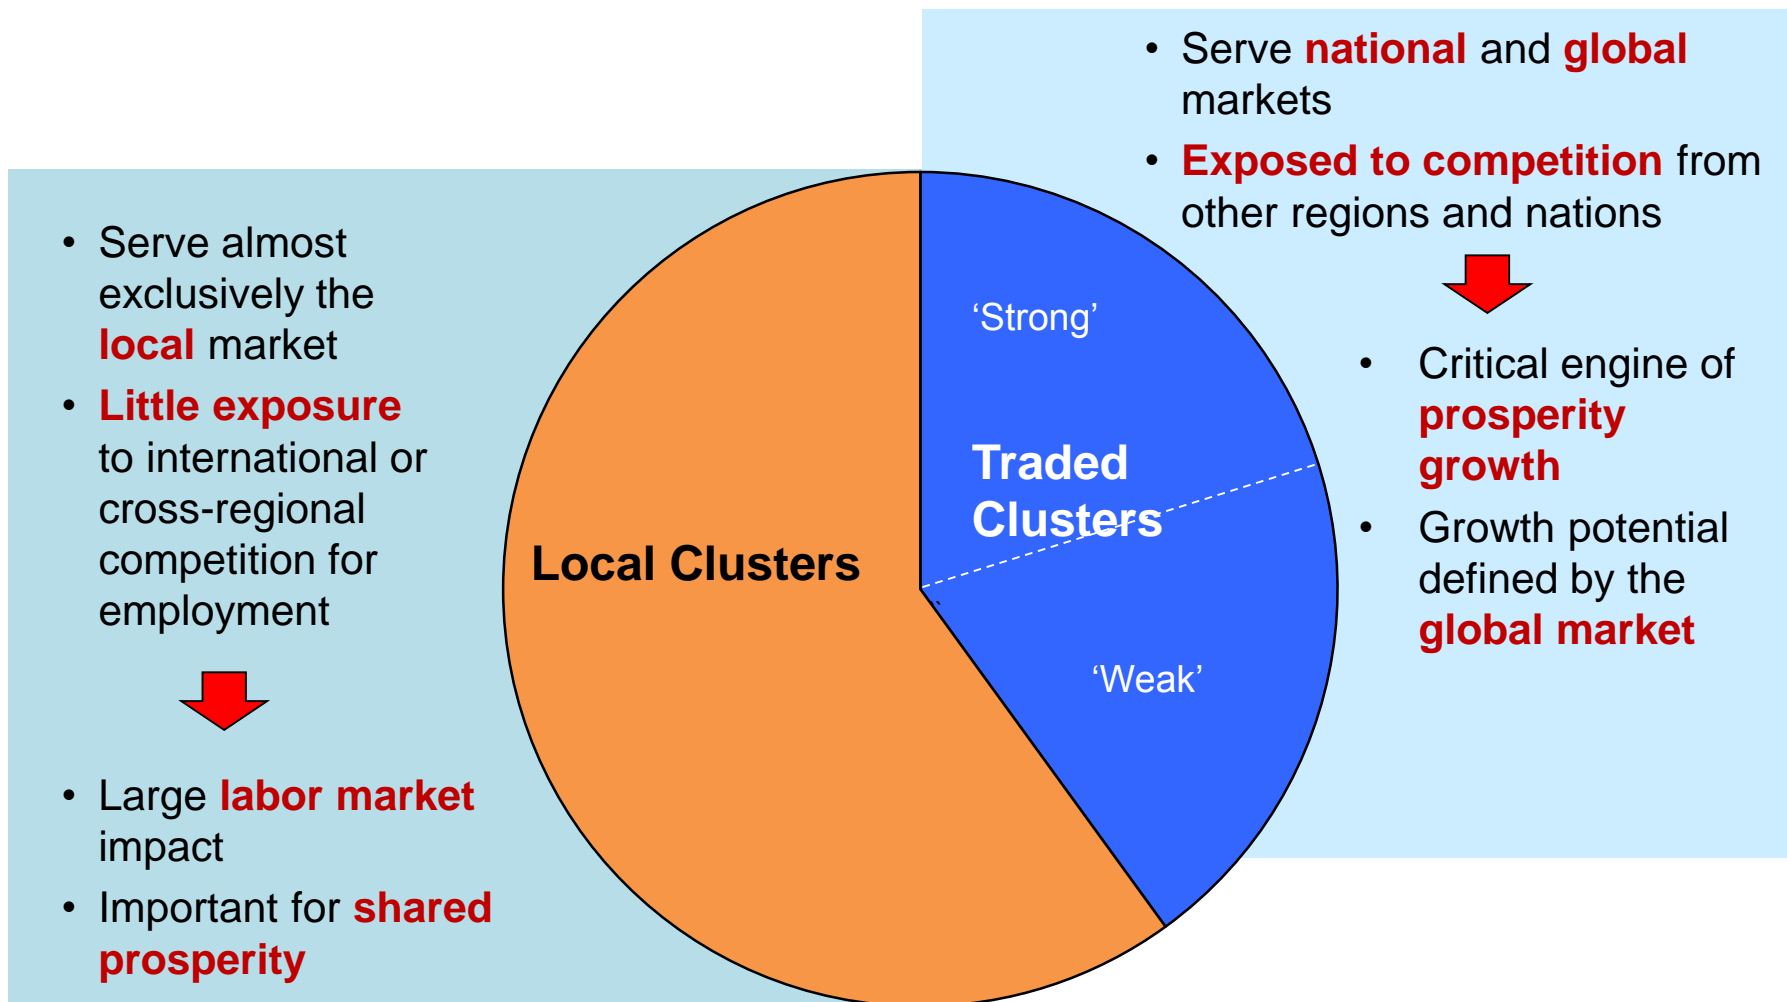 • Serve almost
exclusively the
local market
• Little exposure
to international or
cross-regional
competition for
employment
• Large labor market
impact
• Important for shared
prosperity
Local Clusters
‘Strong’
Traded
Clusters
‘Weak’
• Serve national and global
markets
• Exposed to competition from
other regions and nations
• Critical engine of
prosperity
growth
• Growth potential
defined by the
global market